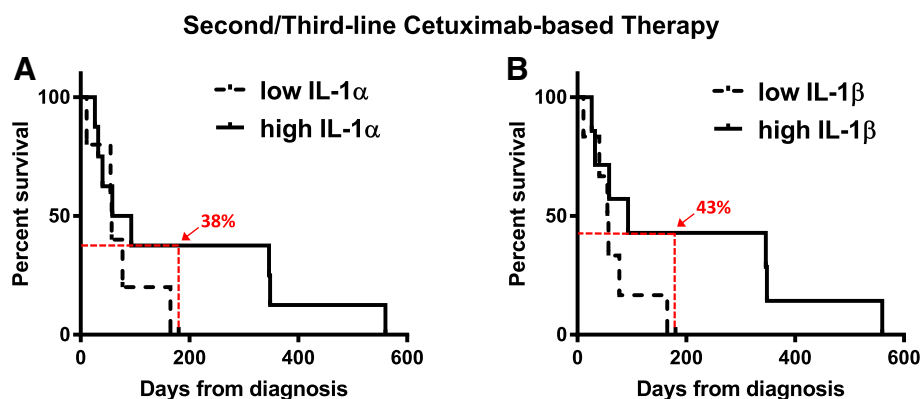 Second/Third-line Cetuximab-based Therapy
A
Percent survival
100
50
0
low IL-1α
high IL-1α
38%
0 200 400 600
Days from diagnosis
B
Percent survival
100
50
0
low IL-1β
high IL-1β
43%
0 200 400 600
Days from diagnosis